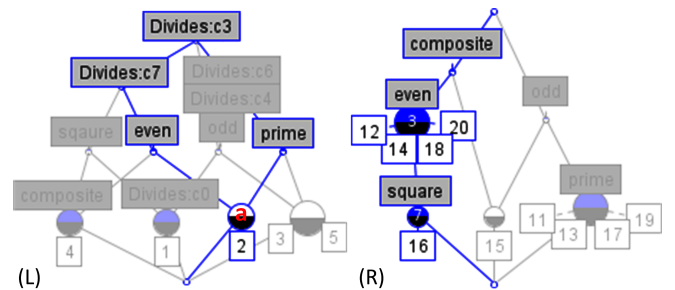 Divides:c3
Divides:c7
Divides:c6
Divides:c4
sqaure
even
odd
prime
composite
Divides:c0
a
4
1
2
3
5
(L)
composite
even
odd
3
12
20
14
18
square
prime
7
16
15
11
13
17
19
(R)